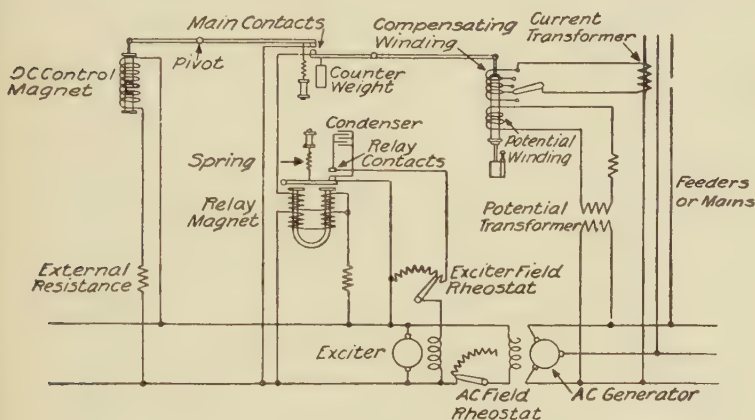 Main Contacts
Compensating
Winding
Current
Transformer
DC Control
Magnet
Pivot
Counter
Weight
Condenser
Relay
Contacts
Spring
Potential
Winding
Relay
Magnet
Potential
Transformer
Feeders
or Mains
External
Resistance
Exciter Field
Rheostat
Exciter
AC Field
Rheostat
AC Generator